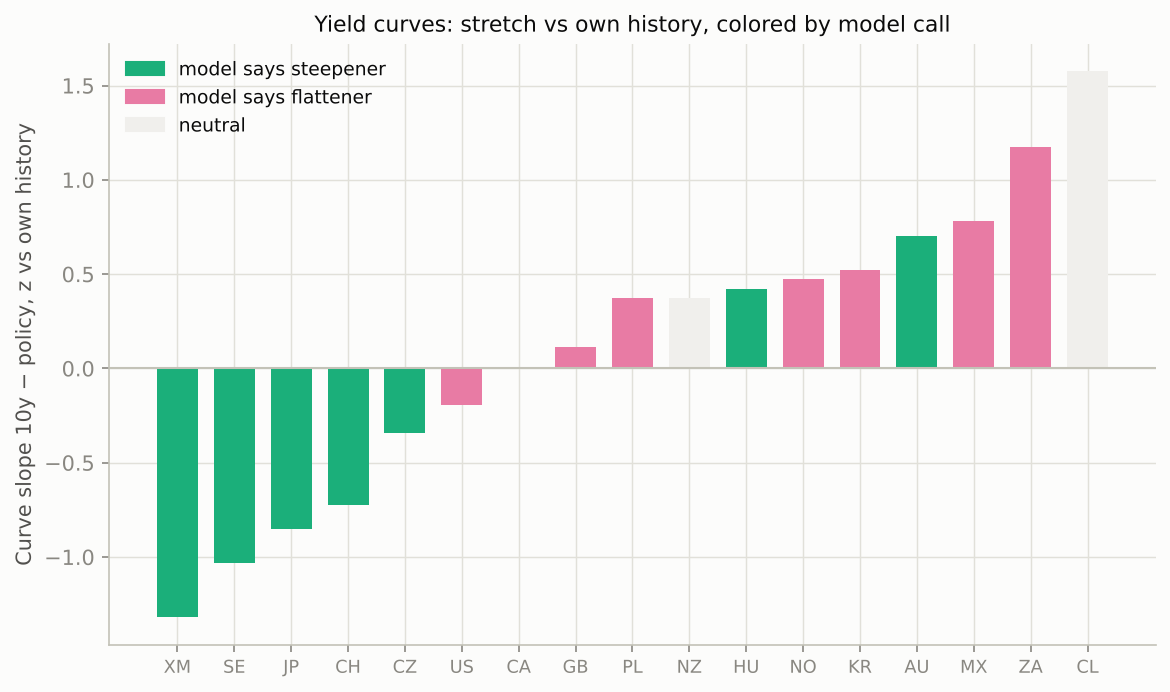 Yield curves: stretch vs own history, colored by model call
model says steepener
model says flattener
neutral
Curve slope 10y − policy, z vs own history
1.5
1.0
0.5
0.0
−0.5
−1.0
XM SE JP CH CZ US CA GB PL NZ HU NO KR AU MX ZA CL